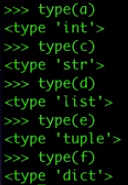 >>> type(a)
<type 'int'>
>>> type(c)
<type 'str'>
>>> type(d)
<type 'list'>
>>> type(e)
<type 'tuple'>
>>> type(f)
<type 'dict'>